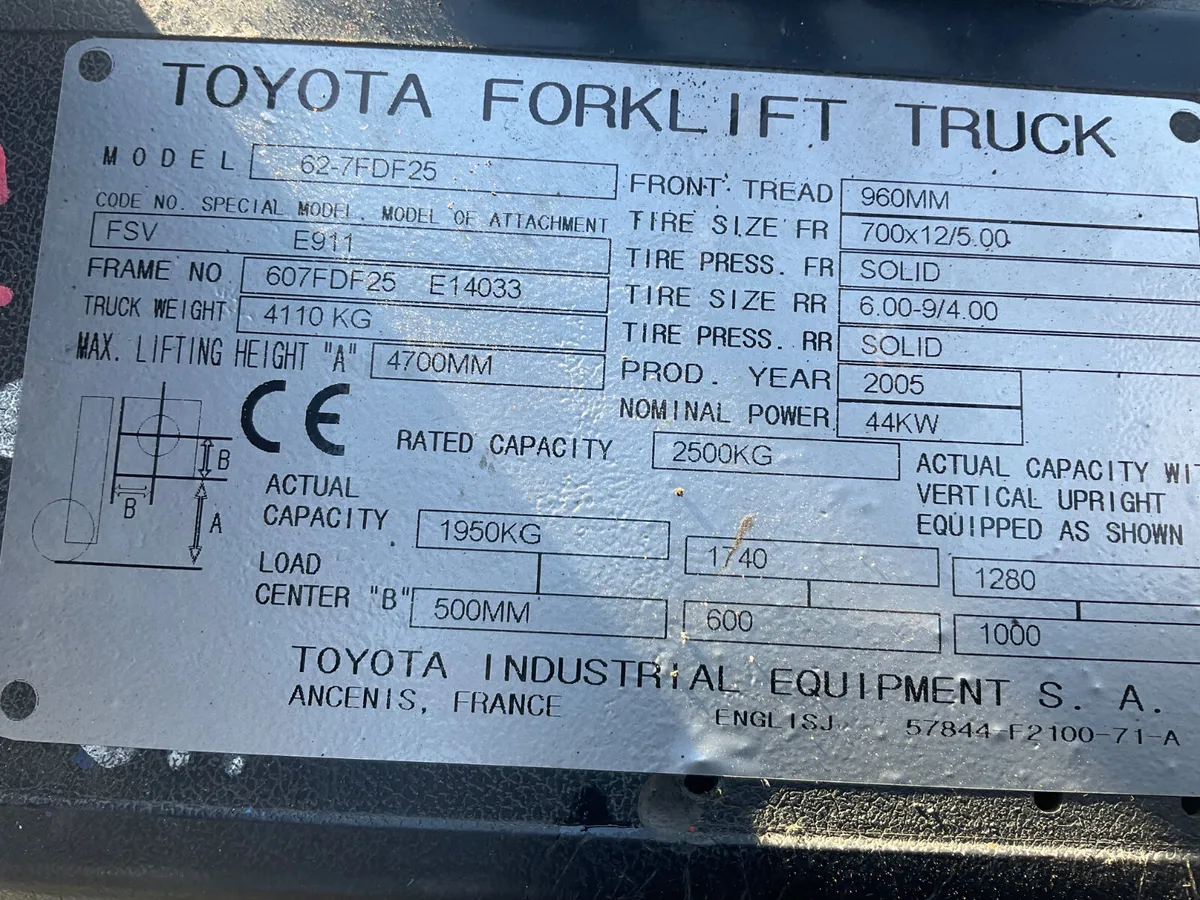 TOYOTA FORKLIFT TRUCK
MODEL 62-7FDF25
CODE NO. SPECIAL MODEL. MODEL OF ATTACHMENT
FSV E911
FRAME NO 607FDF25 E14033
TRUCK WEIGHT 4110 KG
MAX. LIFTING HEIGHT "A" 4700MM
FRONT TREAD 960MM
TIRE SIZE FR 700x12/5.00
TIRE PRESS. FR SOLID
TIRE SIZE RR 6.00-9/4.00
TIRE PRESS. RR SOLID
PROD. YEAR 2005
NOMINAL POWER 44KW
B
B
A
CE
RATED CAPACITY 2500KG
ACTUAL CAPACITY WIT
VERTICAL UPRIGHT
EQUIPPED AS SHOWN
ACTUAL
CAPACITY 1950KG 1740 1280
LOAD
CENTER "B" 500MM 600 1000
TOYOTA INDUSTRIAL EQUIPMENT S. A.
ANCENIS, FRANCE
ENGLISJ 57844-F2100-71-A